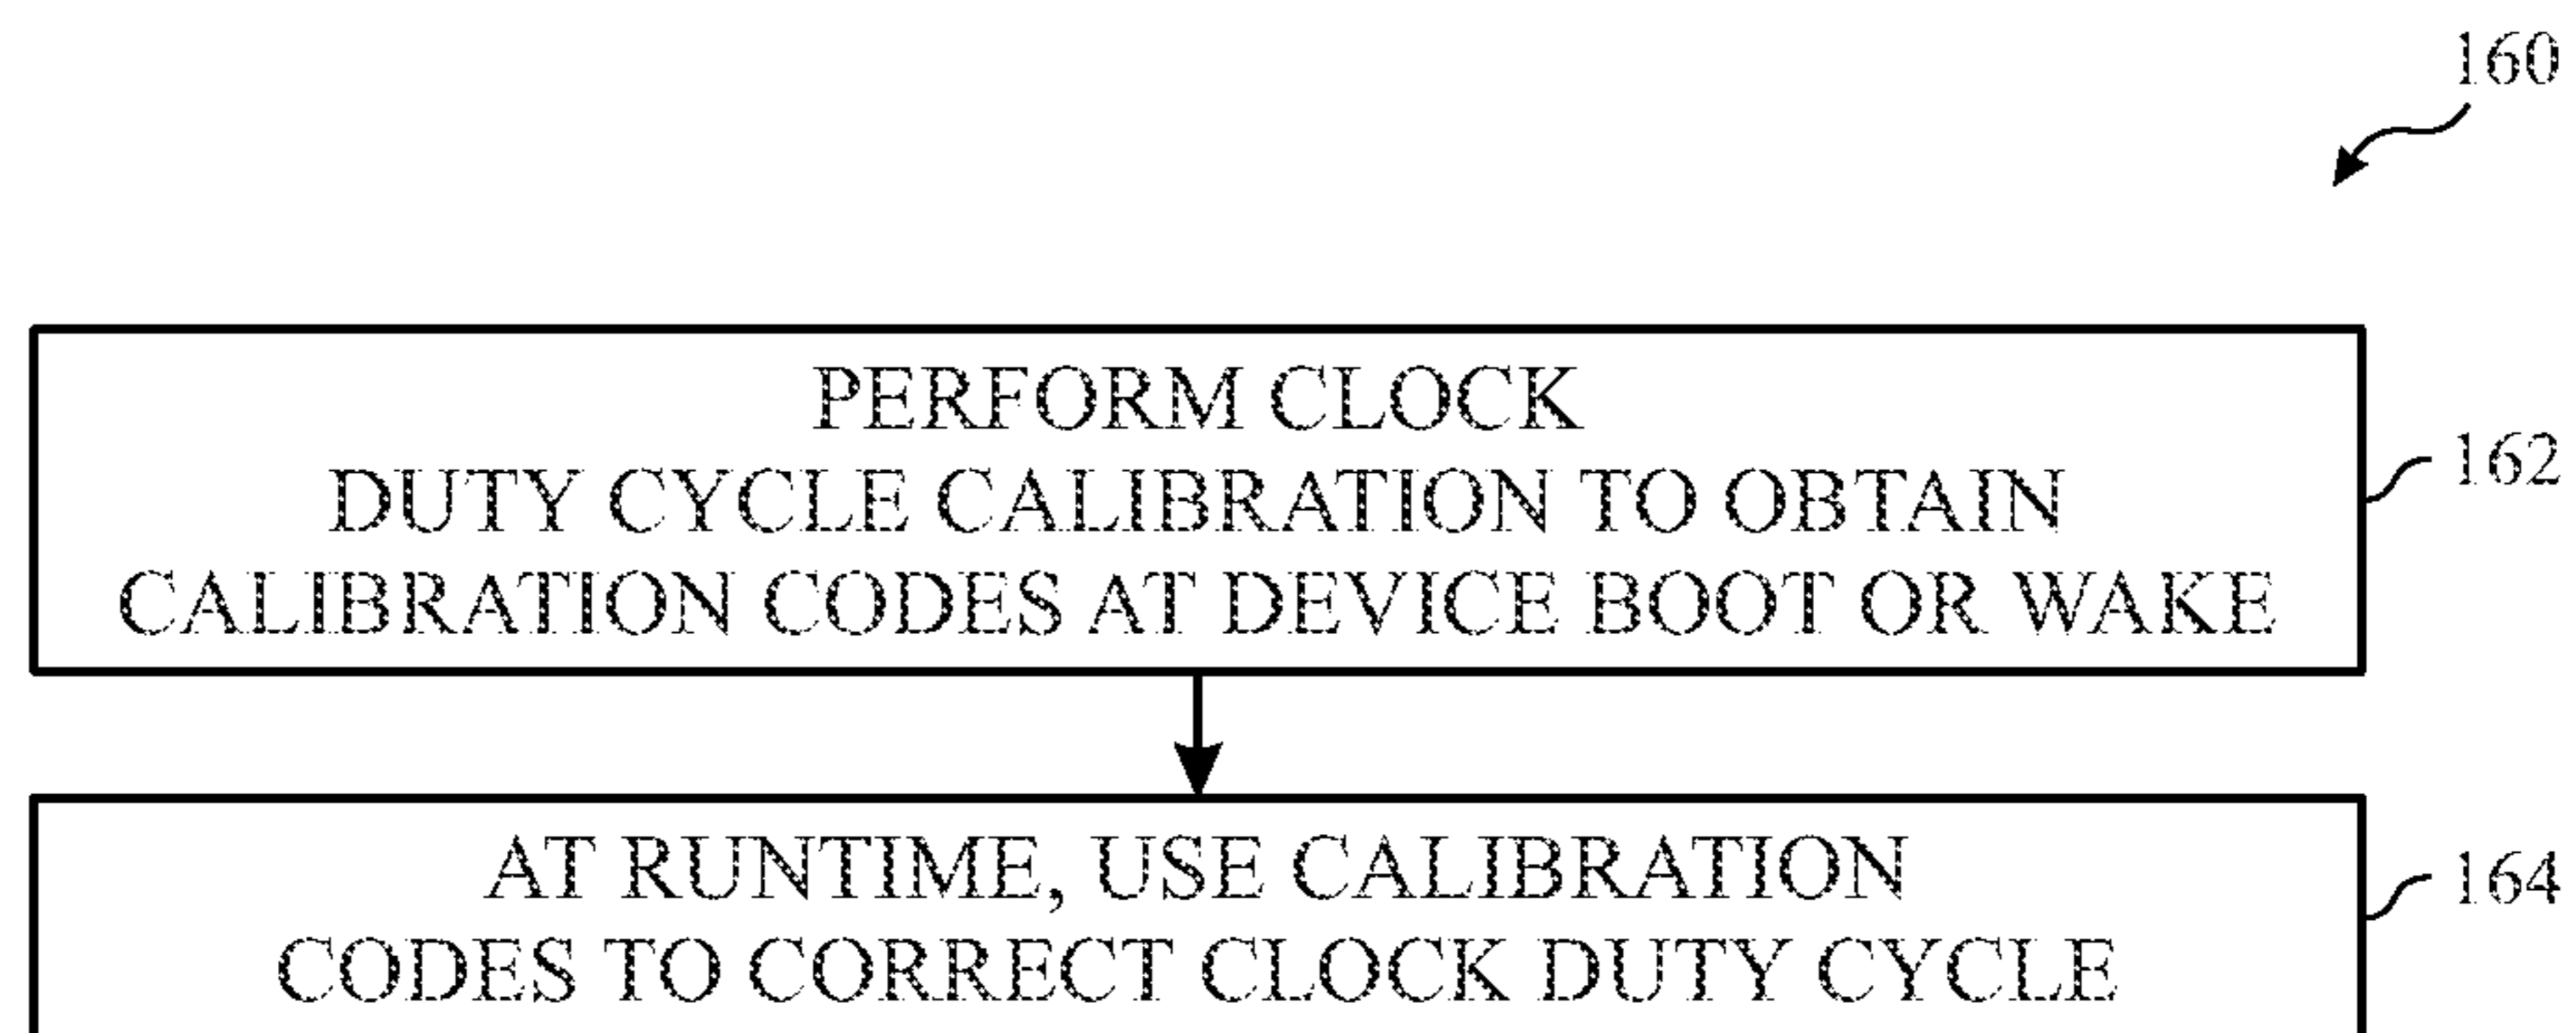 160
PERFORM CLOCK
DUTY CYCLE CALIBRATION TO OBTAIN
CALIBRATION CODES AT DEVICE BOOT OR WAKE
162
AT RUNTIME, USE CALIBRATION
CODES TO CORRECT CLOCK DUTY CYCLE
164